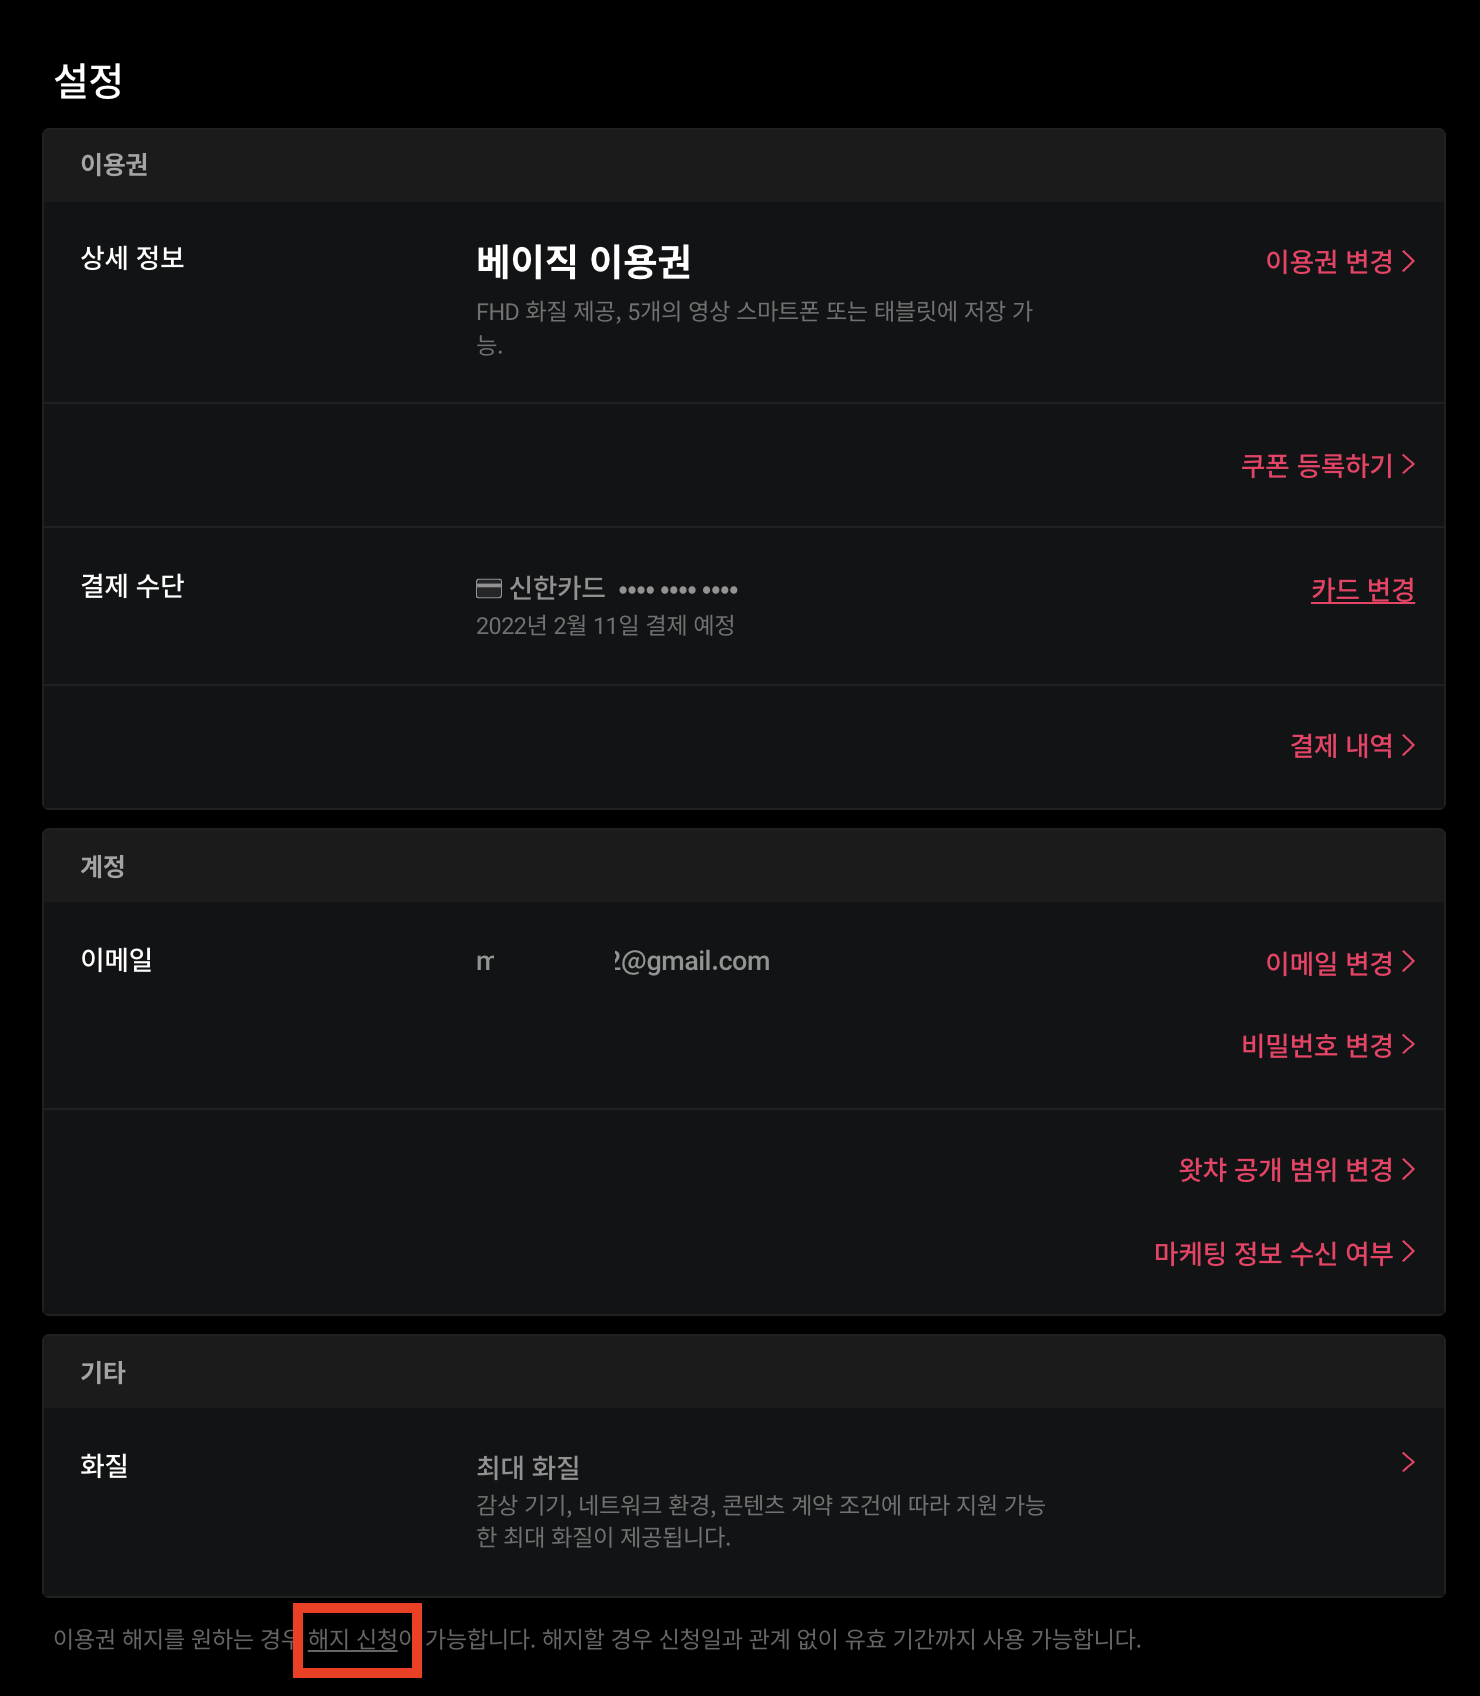 설정
이용권
상세 정보
베이직 이용권
이용권 변경
FHD 화질 제공, 5개의 영상 스마트폰 또는 태블릿에 저장 가
능.
쿠폰 등록하기
결제 수단
신한카드 •••• •••• ••••
카드 변경
2022년 2월 11일 결제 예정
결제 내역
계정
이메일
m 2@gmail.com
이메일 변경
비밀번호 변경
왓챠 공개 범위 변경
마케팅 정보 수신 여부
기타
화질
최대 화질
감상 기기, 네트워크 환경, 콘텐츠 계약 조건에 따라 지원 가능
한 최대 화질이 제공됩니다.
이용권 해지를 원하는 경우 해지 신청이 가능합니다. 해지할 경우 신청일과 관계 없이 유효 기간까지 사용 가능합니다.